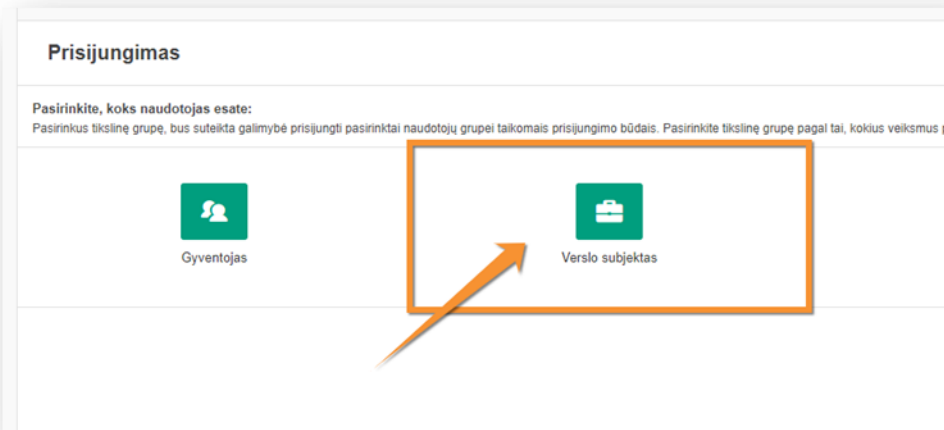 Prisijungimas
Pasirinkite, koks naudotojas esate:
Pasirinkus tikslinę grupę, bus suteikta galimybė prisijungti pasirinktai naudotojų grupei taikomais prisijungimo būdais. Pasirinkite tikslinę grupę pagal tai, kokius veiksmus
Gyventojas
Verslo subjektas